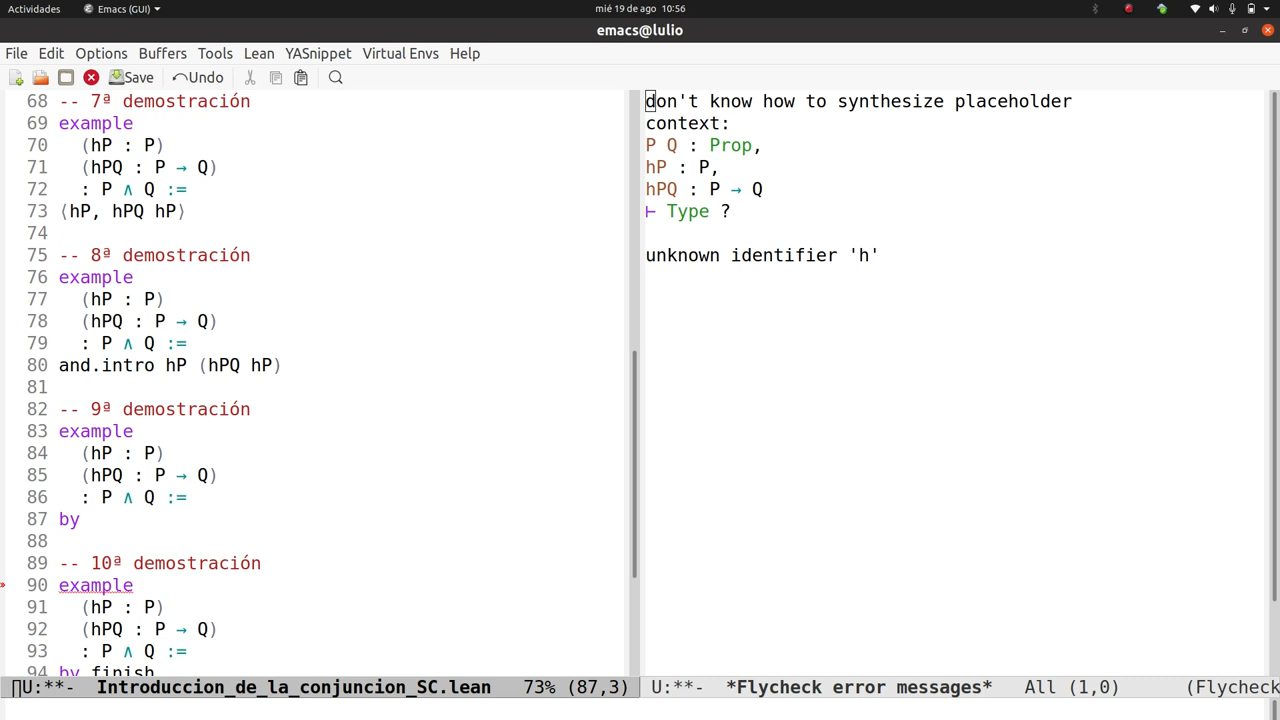 Actividades
Emacs (GUI)
mié 19 de ago 10:56
emacs@lulio
File Edit Options Buffers Tools Lean YASnippet Virtual Envs Help
Save Undo
68 -- 7ª demostración
69 example
70 (hP : P)
71 (hPQ : P → Q)
72 : P ∧ Q :=
73 ⟨hP, hPQ hP⟩
74
75 -- 8ª demostración
76 example
77 (hP : P)
78 (hPQ : P → Q)
79 : P ∧ Q :=
80 and.intro hP (hPQ hP)
81
82 -- 9ª demostración
83 example
84 (hP : P)
85 (hPQ : P → Q)
86 : P ∧ Q :=
87 by
88
89 -- 10ª demostración
90 example
91 (hP : P)
92 (hPQ : P → Q)
93 : P ∧ Q :=
94 by finish
don't know how to synthesize placeholder
context:
P Q : Prop,
hP : P,
hPQ : P → Q
⊢ Type ?
unknown identifier 'h'
∏U:**- Introduccion_de_la_conjuncion_SC.lean 73% (87,3)
U:**- *Flycheck error messages* All (1,0) (Flycheck